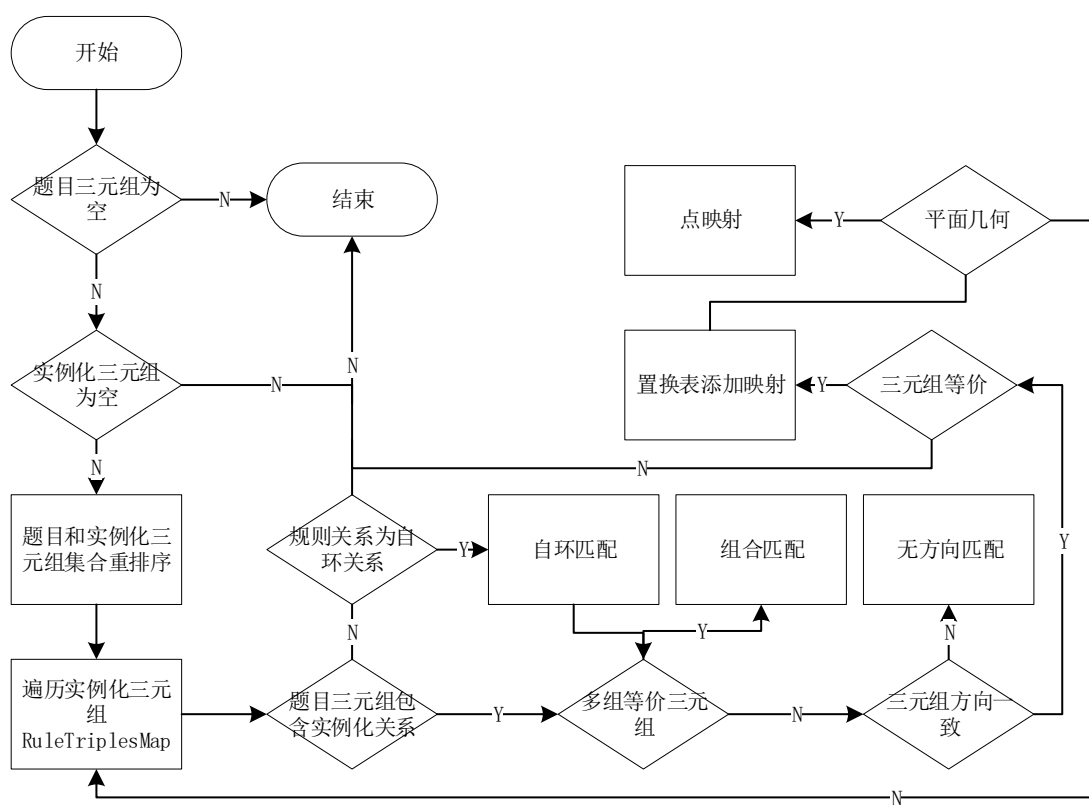 开始
题目三元组为
空
N
结束
N
实例化三元组
为空
N
N
N
题目和实例化三
元组集合重排序
遍历实例化三元
组
RuleTriplesMap
点映射
Y
平面几何
置换表添加映射
Y
三元组等价
N
规则关系为自
环关系
Y
自环匹配
组合匹配
无方向匹配
Y
N
Y
N
题目三元组包
含实例化关系
Y
多组等价三元
组
N
三元组方向一
致
N